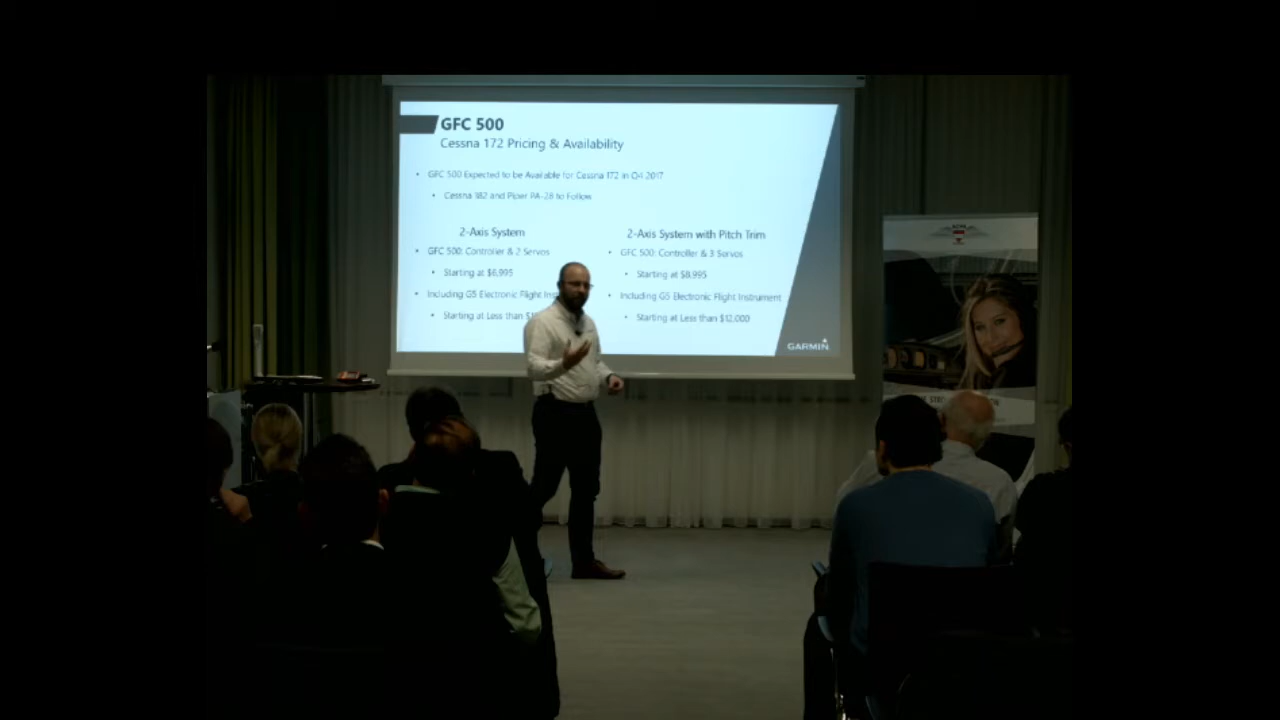 GFC 500
Cessna 172 Pricing & Availability
• GFC 500 Expected to be Available for Cessna 172 in Q4 2017
• Cessna 182 and Piper PA-28 to Follow
2-Axis System
• GFC 500: Controller & 2 Servos
• Starting at $6,995
• Including G5 Electronic Flight
• Starting at Less than
2-Axis System with Pitch Trim
• GFC 500: Controller & 3 Servos
• Starting at $8,995
• Including G5 Electronic Flight Instrument
• Starting at Less than $12,000
GARMIN